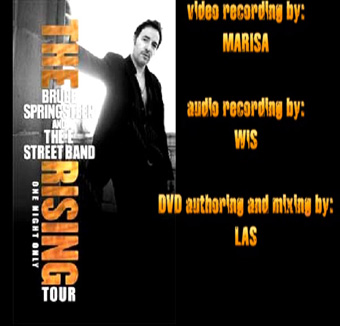 THE RISING
BRUCE
SPRINGSTEEN
AND
THE E
STREET BAND
ONE NIGHT ONLY
TOUR
video recording by:
MARISA
audio recording by:
WIS
DVD authoring and mixing by:
LAS